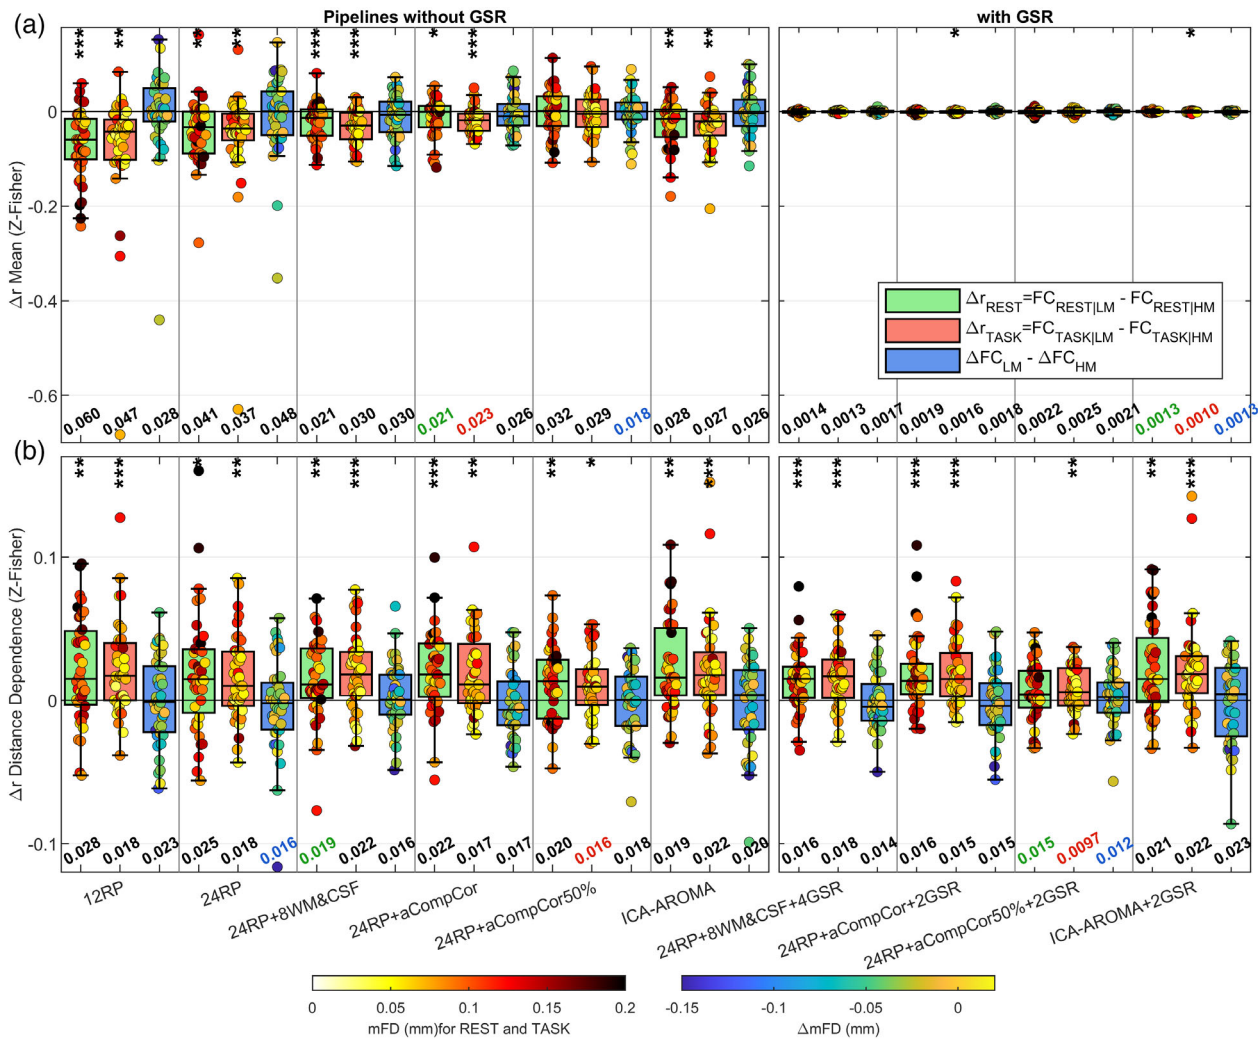 (a)
Pipelines without GSR
with GSR
*** ** ** ** *** *** * *** ** ** * *
Δr Mean (Z-Fisher)
0
-0.2
-0.4
-0.6
Δr_REST=FC_REST|LM - FC_REST|HM
Δr_TASK=FC_TASK|LM - FC_TASK|HM
ΔFC_LM - ΔFC_HM
0.060 0.047 0.028 0.041 0.037 0.048 0.021 0.030 0.030 0.021 0.023 0.026 0.032 0.029 0.018 0.028 0.027 0.026 0.0014 0.0013 0.0017 0.0019 0.0016 0.0018 0.0022 0.0025 0.0021 0.0013 0.0010 0.0013
(b)
** *** * ** ** *** *** ** ** * ** *** *** *** *** *** ** ** ***
Δr Distance Dependence (Z-Fisher)
0.1
0
-0.1
0.028 0.018 0.023 0.025 0.018 0.016 0.019 0.022 0.016 0.022 0.017 0.017 0.020 0.016 0.018 0.019 0.022 0.020 0.016 0.018 0.014 0.016 0.015 0.015 0.015 0.0097 0.012 0.021 0.022 0.023
12RP
24RP
24RP+8WM&CSF
24RP+aCompCor
24RP+aCompCor50%
ICA-AROMA
24RP+8WM&CSF+4GSR
24RP+aCompCor+2GSR
24RP+aCompCor50%+2GSR
ICA-AROMA+2GSR
0 0.05 0.1 0.15 0.2
mFD (mm)for REST and TASK
-0.15 -0.1 -0.05 0
ΔmFD (mm)